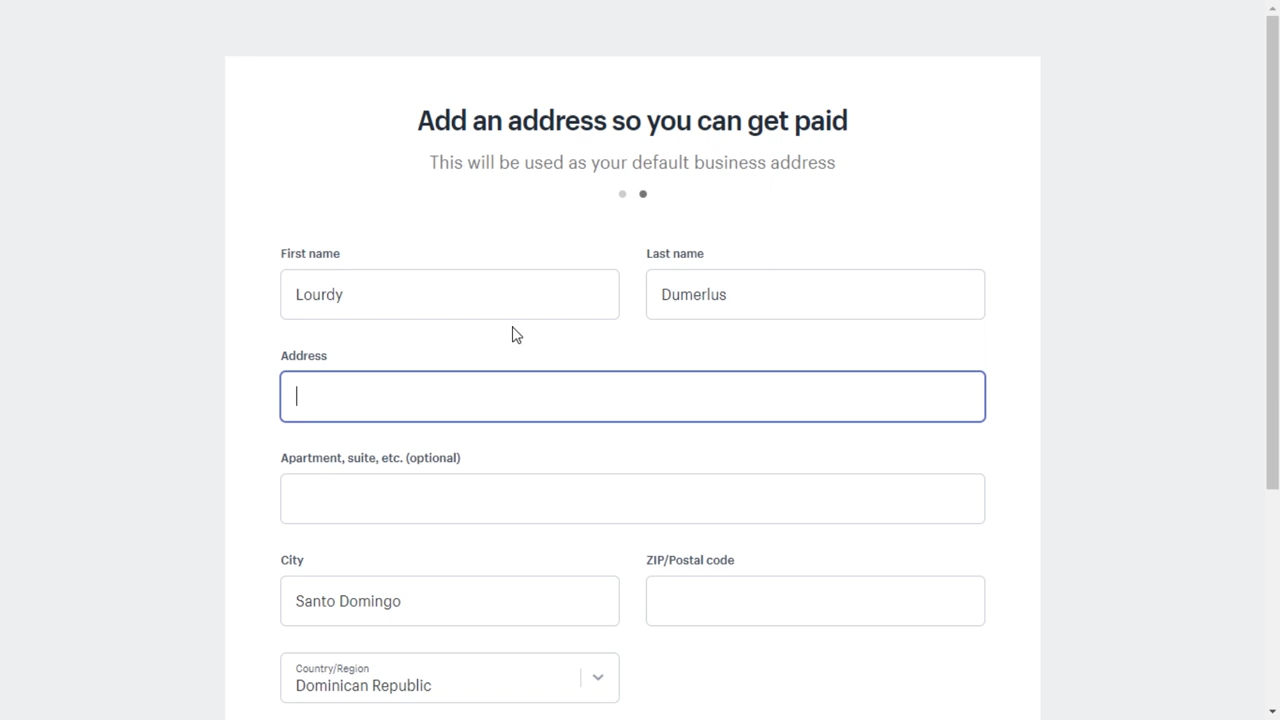 Add an address so you can get paid
This will be used as your default business address
First name
Last name
Lourdy
Dumerlus
Address
Apartment, suite, etc. (optional)
City
ZIP/Postal code
Santo Domingo
Country/Region
Dominican Republic